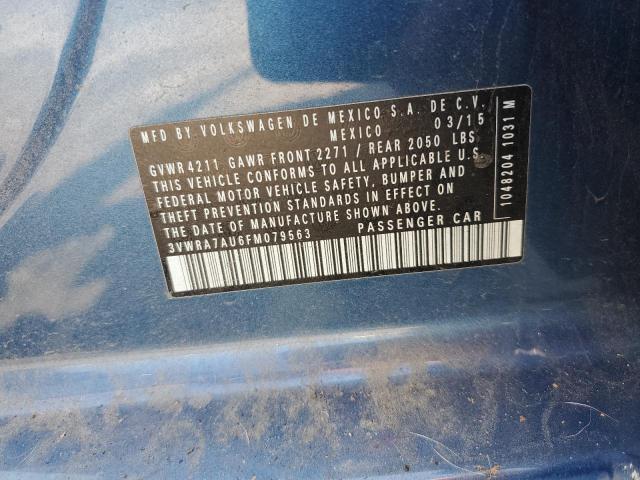 MFD BY. VOLKSWAGEN DE MEXICO S.A. DE C.V.
MEXICO 03/15
GVWR 4211 GAWR FRONT 2271 / REAR 2050 LBS
THIS VEHICLE CONFORMS TO ALL APPLICABLE U.S.
FEDERAL MOTOR VEHICLE SAFETY, BUMPER AND
THEFT PREVENTION STANDARDS IN EFFECT ON
THE DATE OF MANUFACTURE SHOWN ABOVE.
3VWRA7AU6FM079563 PASSENGER CAR
1048204 1031 M